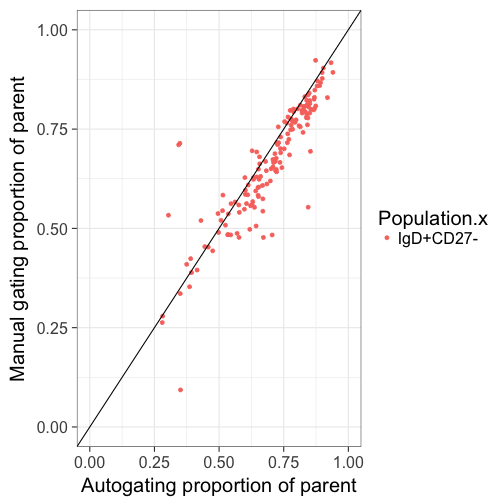 1.00
0.75
0.50
0.25
0.00
Manual gating proportion of parent
0.00 0.25 0.50 0.75 1.00
Autogating proportion of parent
Population.x
IgD+CD27-